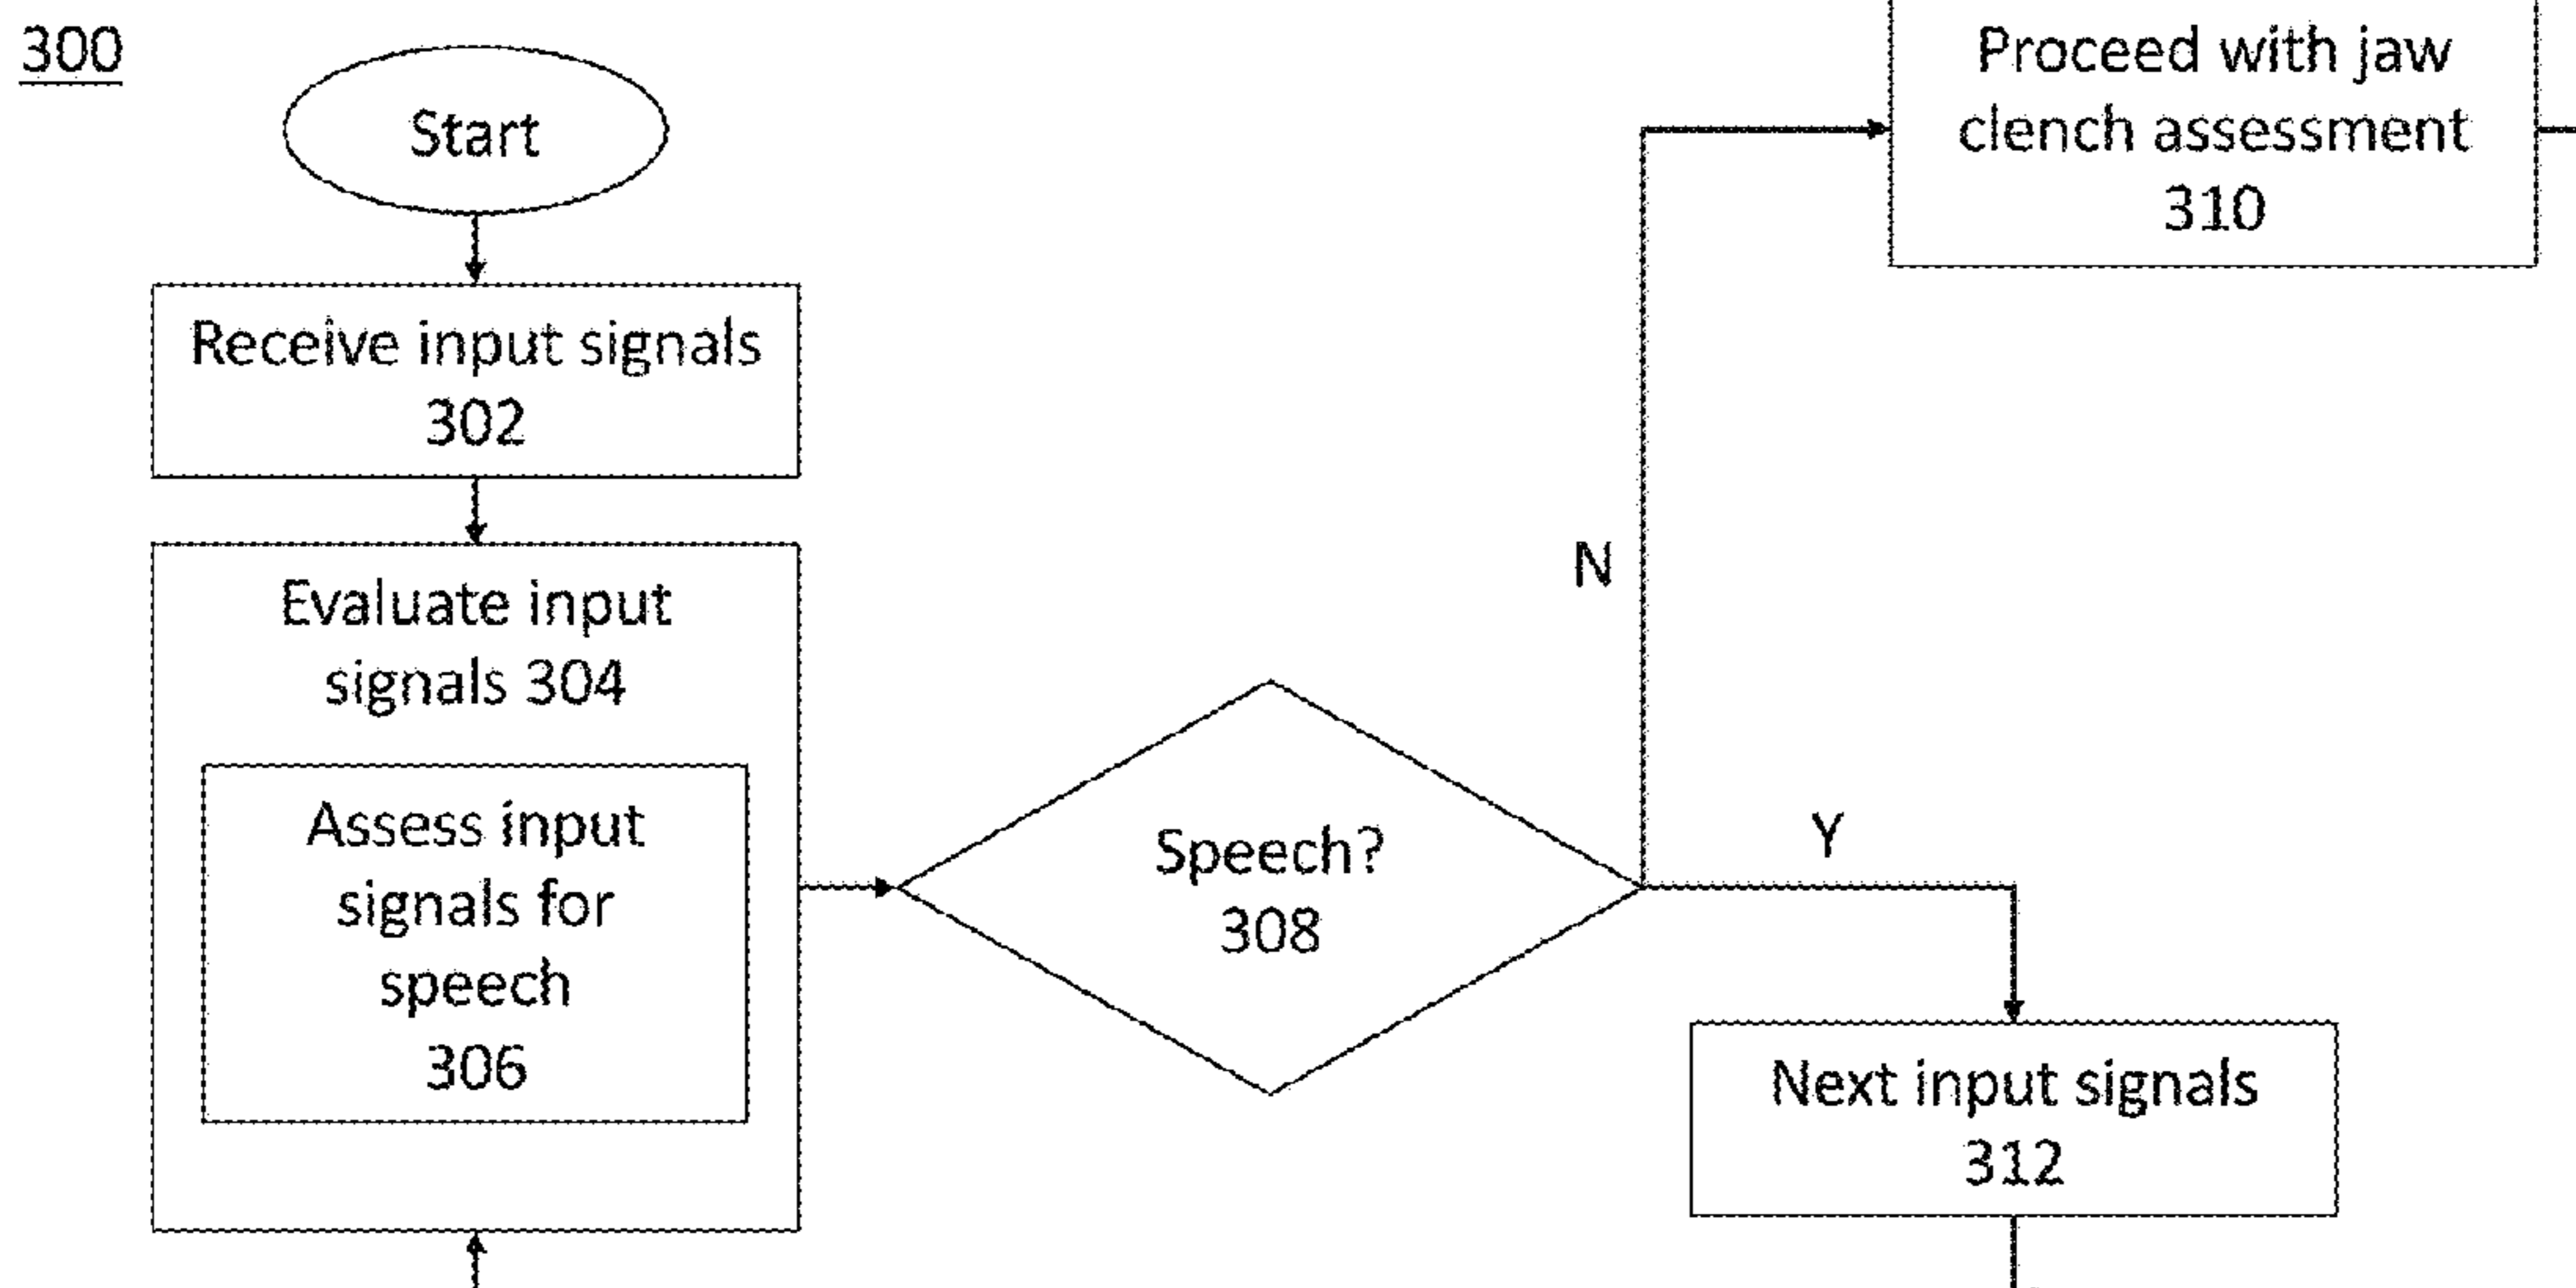 300
Start
Receive input signals
302
Evaluate input
signals 304
Assess input
signals for
speech
306
Speech?
308
N
Y
Proceed with jaw
clench assessment
310
Next input signals
312